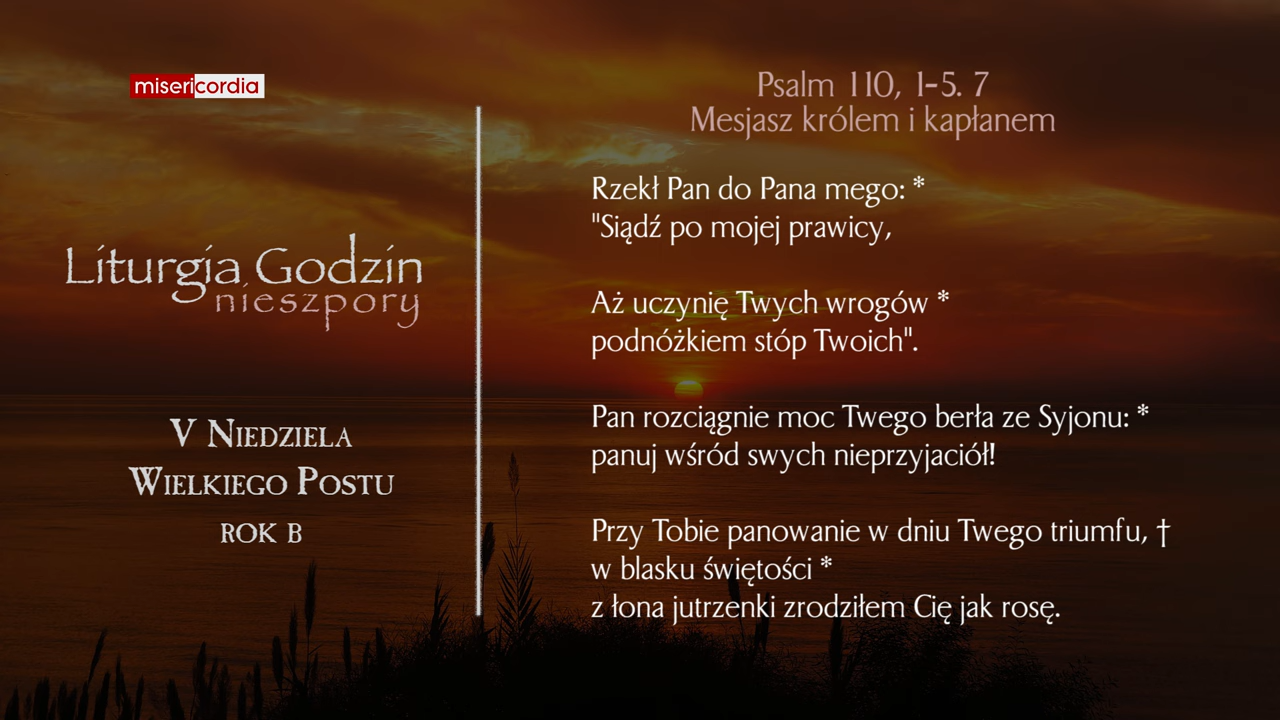 misericordia
Liturgia Godzin
nieszpory
V Niedziela
Wielkiego Postu
ROK B
Psalm 110, 1-5. 7
Mesjasz królem i kapłanem
Rzekł Pan do Pana mego: *
"Siądź po mojej prawicy,
Aż uczynię Twych wrogów *
podnóżkiem stóp Twoich".
Pan rozciągnie moc Twego berła ze Syjonu: *
panuj wśród swych nieprzyjaciół!
Przy Tobie panowanie w dniu Twego triumfu, †
w blasku świętości *
z łona jutrzenki zrodziłem Cię jak rosę.